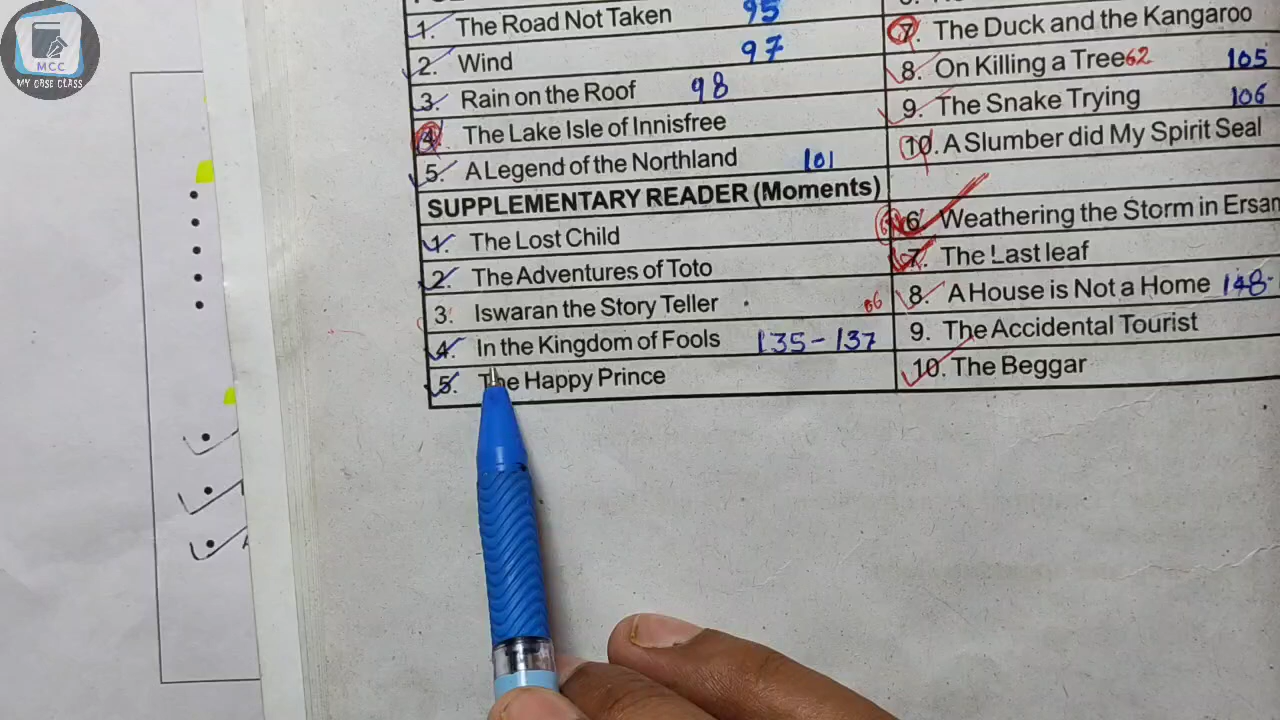 MCC
MY CBSE CLASS
1. The Road Not Taken 95
2. Wind 97
3. Rain on the Roof 98
4. The Lake Isle of Innisfree
5. A Legend of the Northland 101
7. The Duck and the Kangaroo
8. On Killing a Tree 62 105
9. The Snake Trying 106
10. A Slumber did My Spirit Seal
SUPPLEMENTARY READER (Moments)
1. The Lost Child
2. The Adventures of Toto
3. Iswaran the Story Teller 66
4. In the Kingdom of Fools 135-137
5. The Happy Prince
6. Weathering the Storm in Ersam
7. The Last leaf
8. A House is Not a Home 148-
9. The Accidental Tourist
10. The Beggar